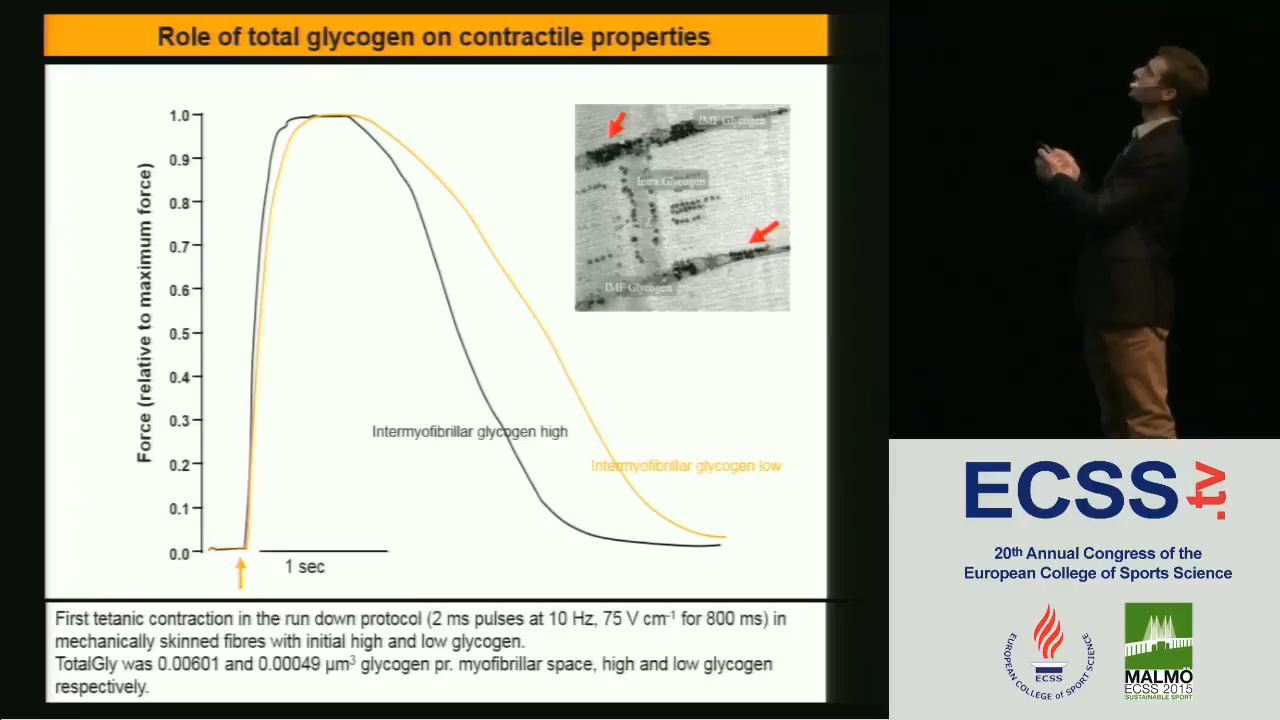 Role of total glycogen on contractile properties
Force (relative to maximum force)
1.0
0.9
0.8
0.7
0.6
0.5
0.4
0.3
0.2
0.1
0.0
IMF Glycogen
Intra Glycogen
IMF Glycogen
Intermyofibrillar glycogen high
Intermyofibrillar glycogen low
1 sec
First tetanic contraction in the run down protocol (2 ms pulses at 10 Hz, 75 V cm⁻¹ for 800 ms) in
mechanically skinned fibres with initial high and low glycogen.
TotalGly was 0.00601 and 0.00049 µm³ glycogen pr. myofibrillar space, high and low glycogen
respectively.
ECSS.tv
20th Annual Congress of the
European College of Sports Science
EUROPEAN COLLEGE OF SPORT SCIENCE
ECSS
MALMÖ
ECSS 2015
SUSTAINABLE SPORT